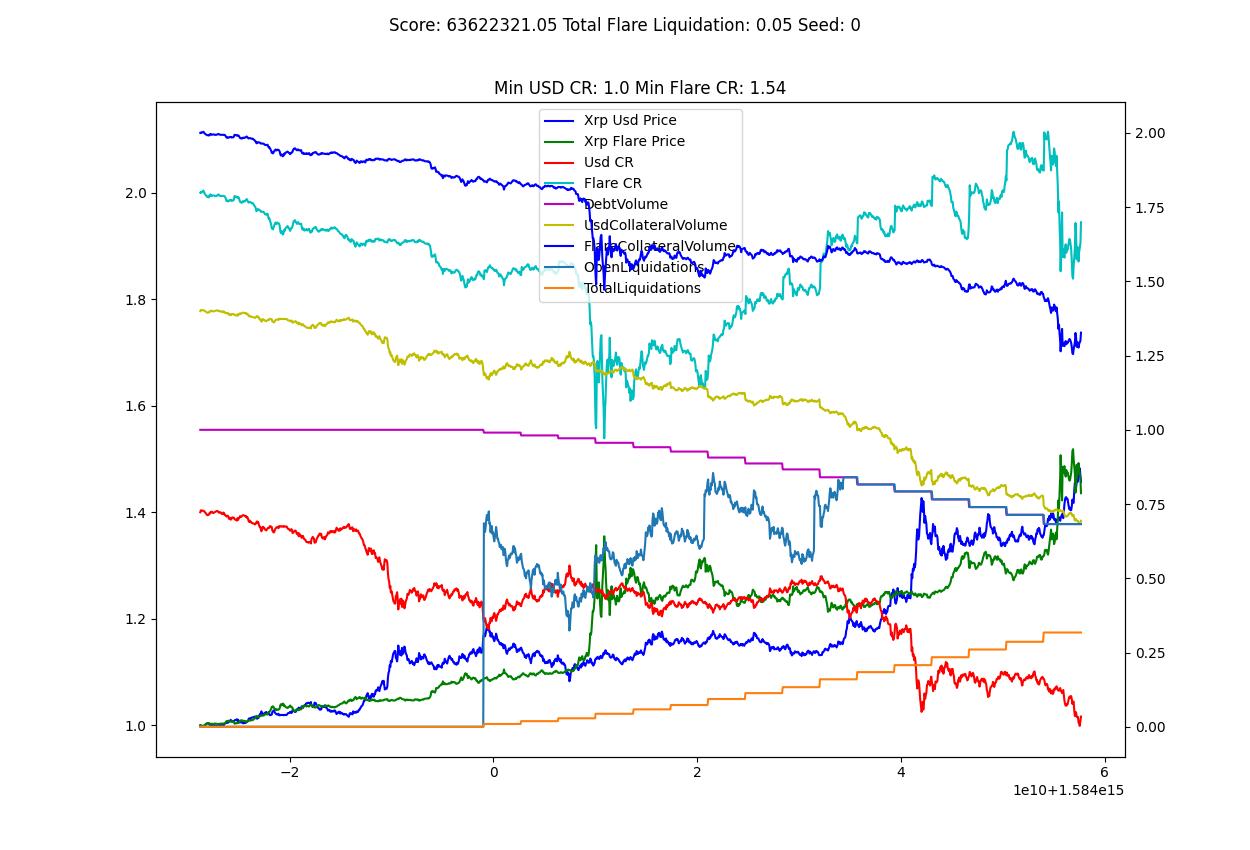 Score: 63622321.05 Total Flare Liquidation: 0.05 Seed: 0
Min USD CR: 1.0 Min Flare CR: 1.54
Xrp Usd Price
Xrp Flare Price
Usd CR
Flare CR
DebtVolume
UsdCollateralVolume
FlareCollateralVolume
OpenLiquidations
TotalLiquidations
2.0
1.8
1.6
1.4
1.2
1.0
2.00
1.75
1.50
1.25
1.00
0.75
0.50
0.25
0.00
−2
0
2
4
6
1e10+1.584e15